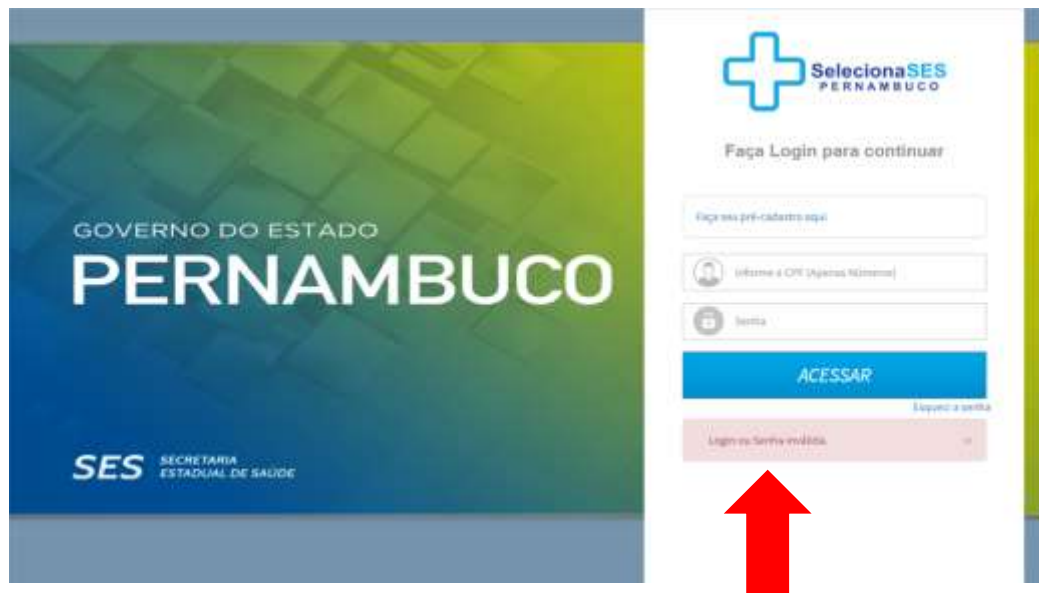 GOVERNO DO ESTADO
PERNAMBUCO
SES SECRETARIA
ESTADUAL DE SAÚDE
SelecionaSES
PERNAMBUCO
Faça Login para continuar
Faça seu pré-cadastro aqui
Informe o CPF (Apenas Números)
Senha
ACESSAR
Esqueci a senha
Login ou Senha inválida.